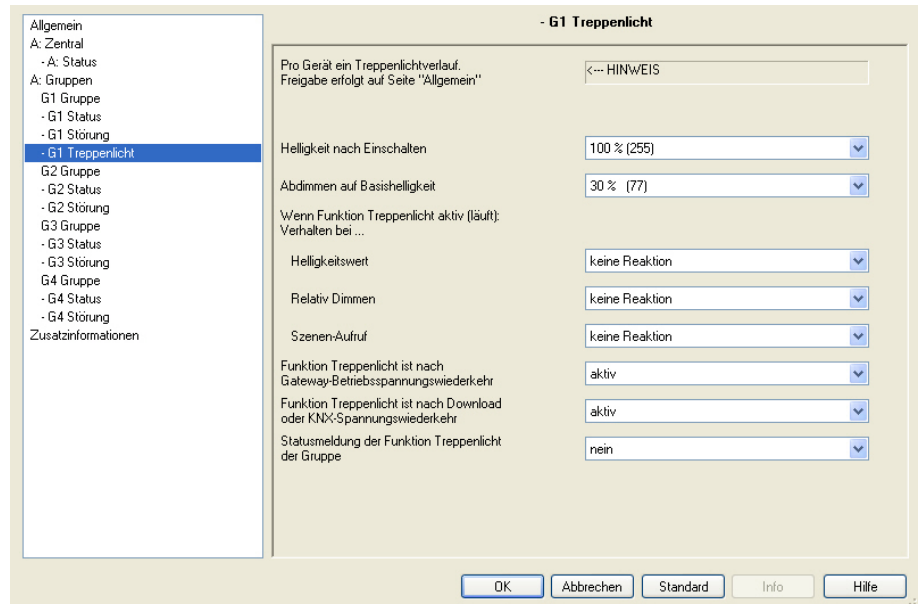 - G1 Treppenlicht
Allgemein
A: Zentral
- A: Status
A: Gruppen
G1 Gruppe
- G1 Status
- G1 Störung
- G1 Treppenlicht
G2 Gruppe
- G2 Status
- G2 Störung
G3 Gruppe
- G3 Status
- G3 Störung
G4 Gruppe
- G4 Status
- G4 Störung
Zusatzinformationen
Pro Gerät ein Treppenlichtverlauf.
Freigabe erfolgt auf Seite "Allgemein"
<--- HINWEIS
Helligkeit nach Einschalten
100 % (255)
Abdimmen auf Basishelligkeit
30 % (77)
Wenn Funktion Treppenlicht aktiv (läuft):
Verhalten bei ...
Helligkeitswert
keine Reaktion
Relativ Dimmen
keine Reaktion
Szenen-Aufruf
keine Reaktion
Funktion Treppenlicht ist nach
Gateway-Betriebsspannungswiederkehr
aktiv
Funktion Treppenlicht ist nach Download
oder KNX-Spannungswiederkehr
aktiv
Statusmeldung der Funktion Treppenlicht
der Gruppe
nein
OK
Abbrechen
Standard
Info
Hilfe